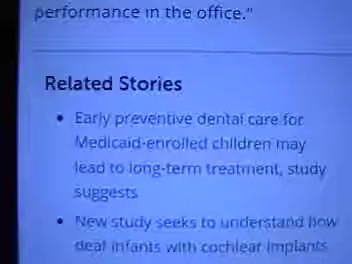 performance in the office."
Related Stories
• Early preventive dental care for
Medicaid-enrolled children may
lead to long-term treatment, study
suggests
• New study seeks to understand how
deaf infants with cochlear implants